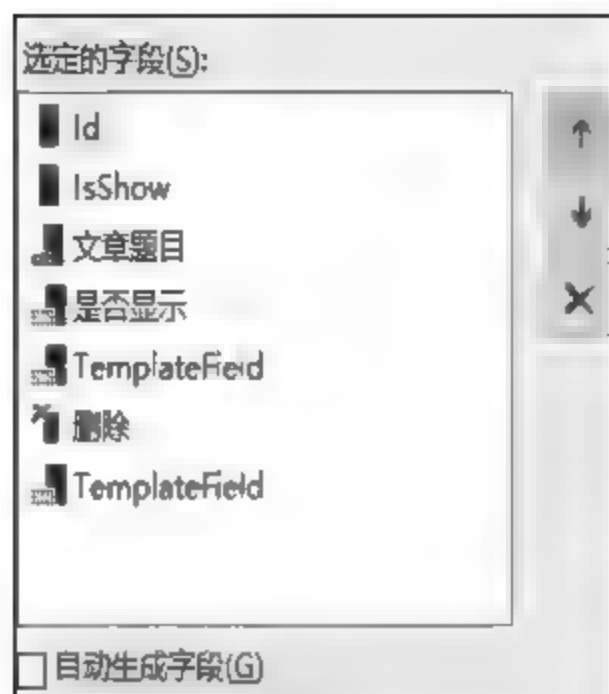 选定的字段(S):
Id
IsShow
文章题目
是否显示
TemplateField
删除
TemplateField
自动生成字段(G)